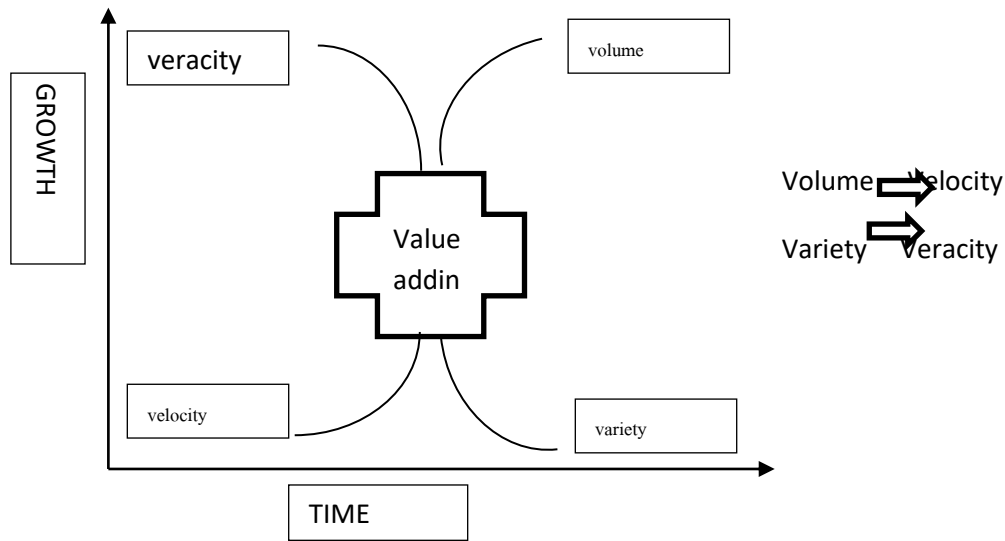 veracity
volume
GROWTH
Volume Velocity
Value
addin
Variety Veracity
velocity
variety
TIME